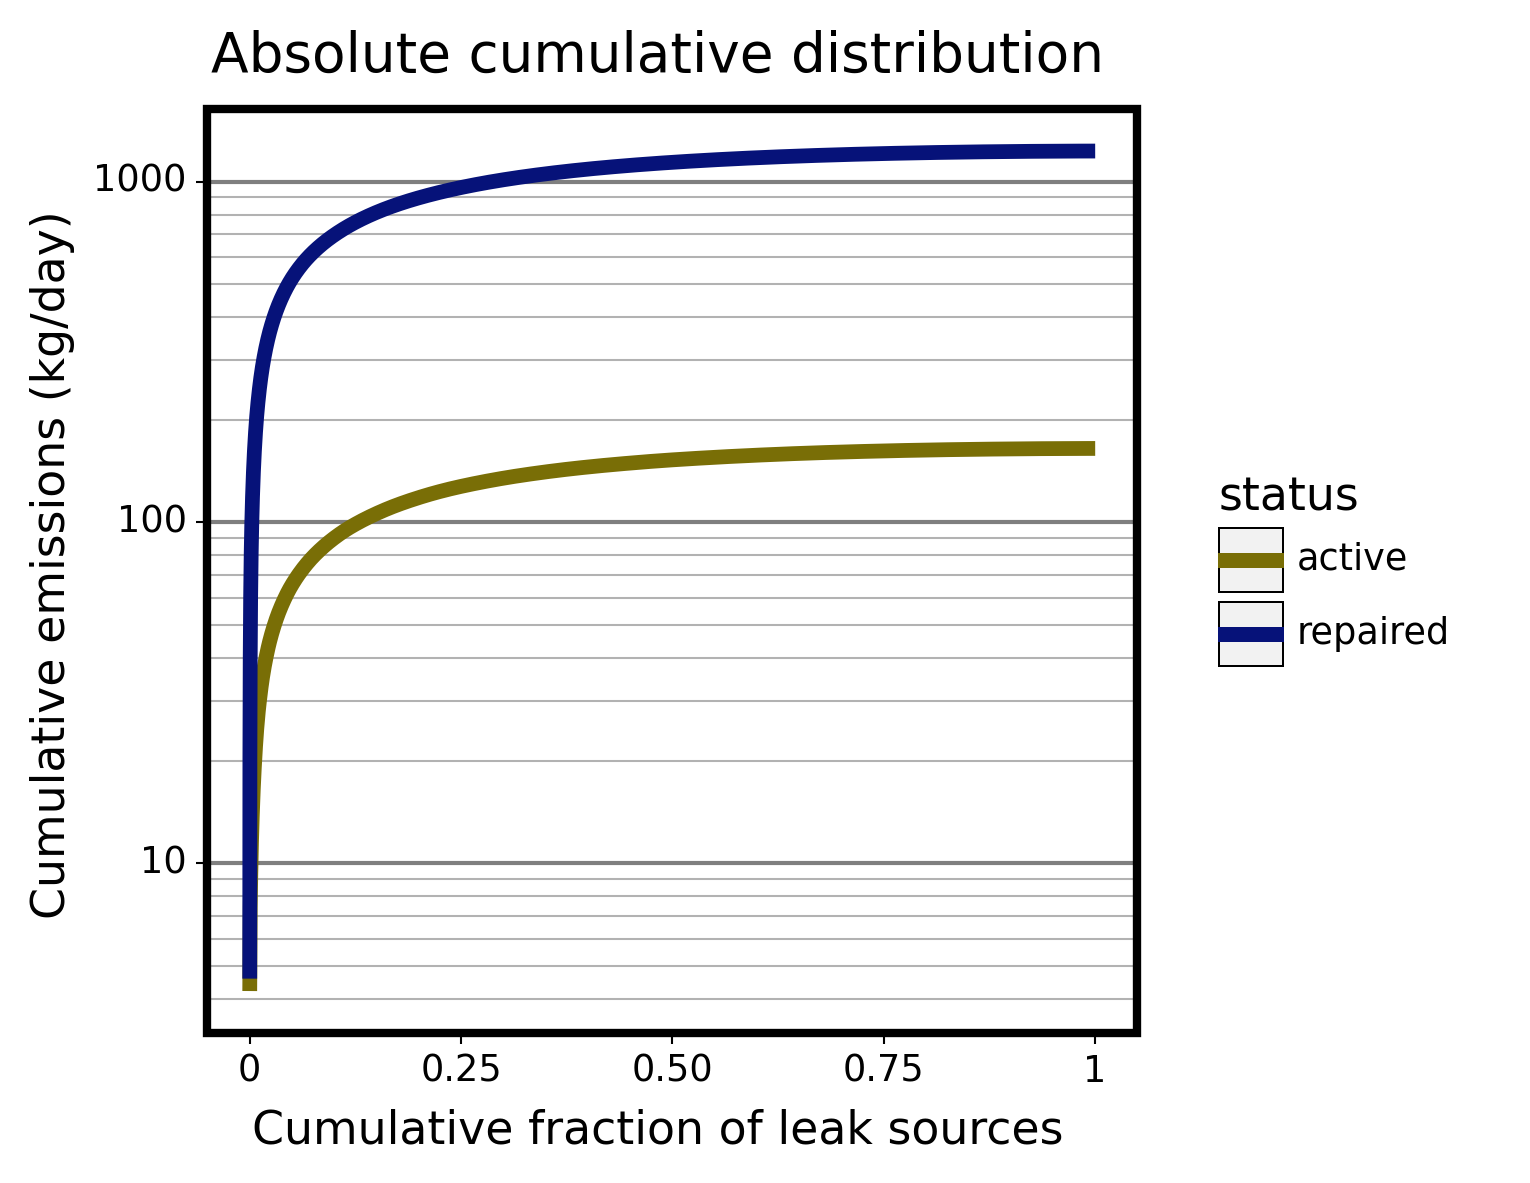 Absolute cumulative distribution
Cumulative emissions (kg/day)
1000
100
10
0 0.25 0.50 0.75 1
Cumulative fraction of leak sources
status
active
repaired